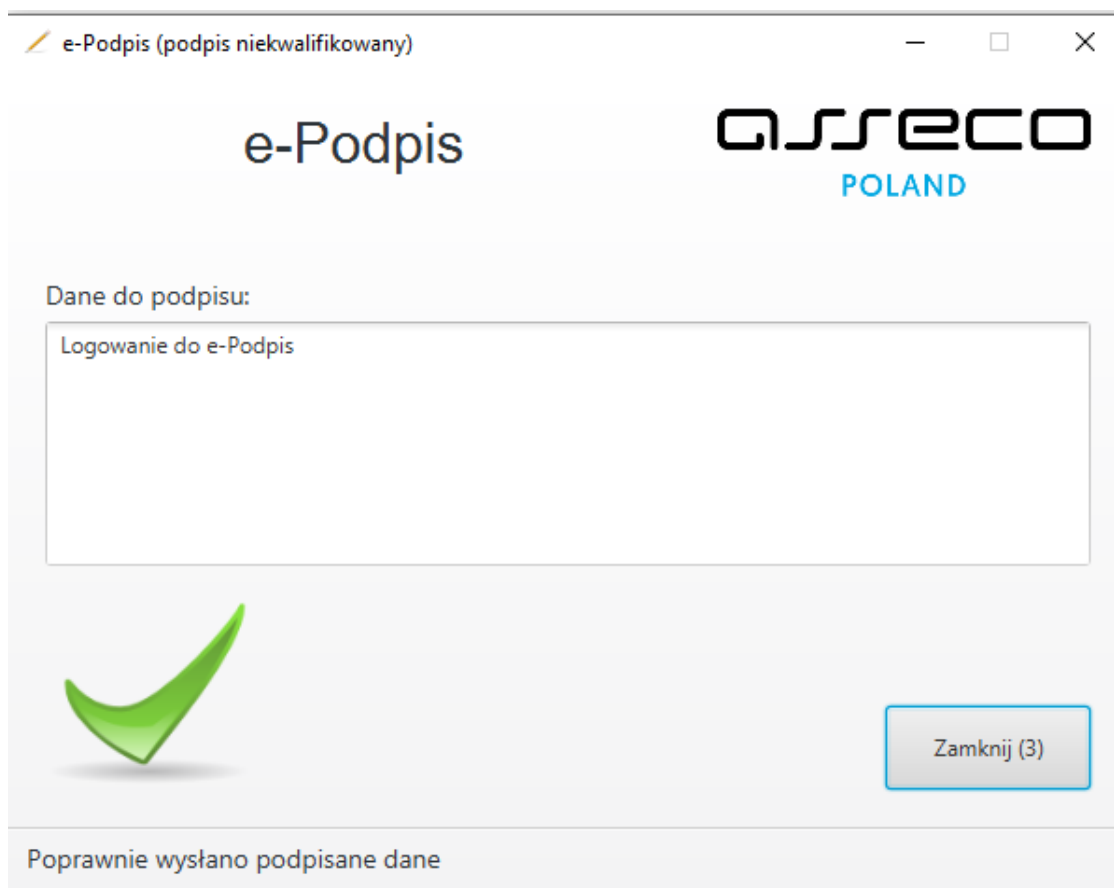 e-Podpis (podpis niekwalifikowany)
e-Podpis
asseco
POLAND
Dane do podpisu:
Logowanie do e-Podpis
Zamknij (3)
Poprawnie wysłano podpisane dane